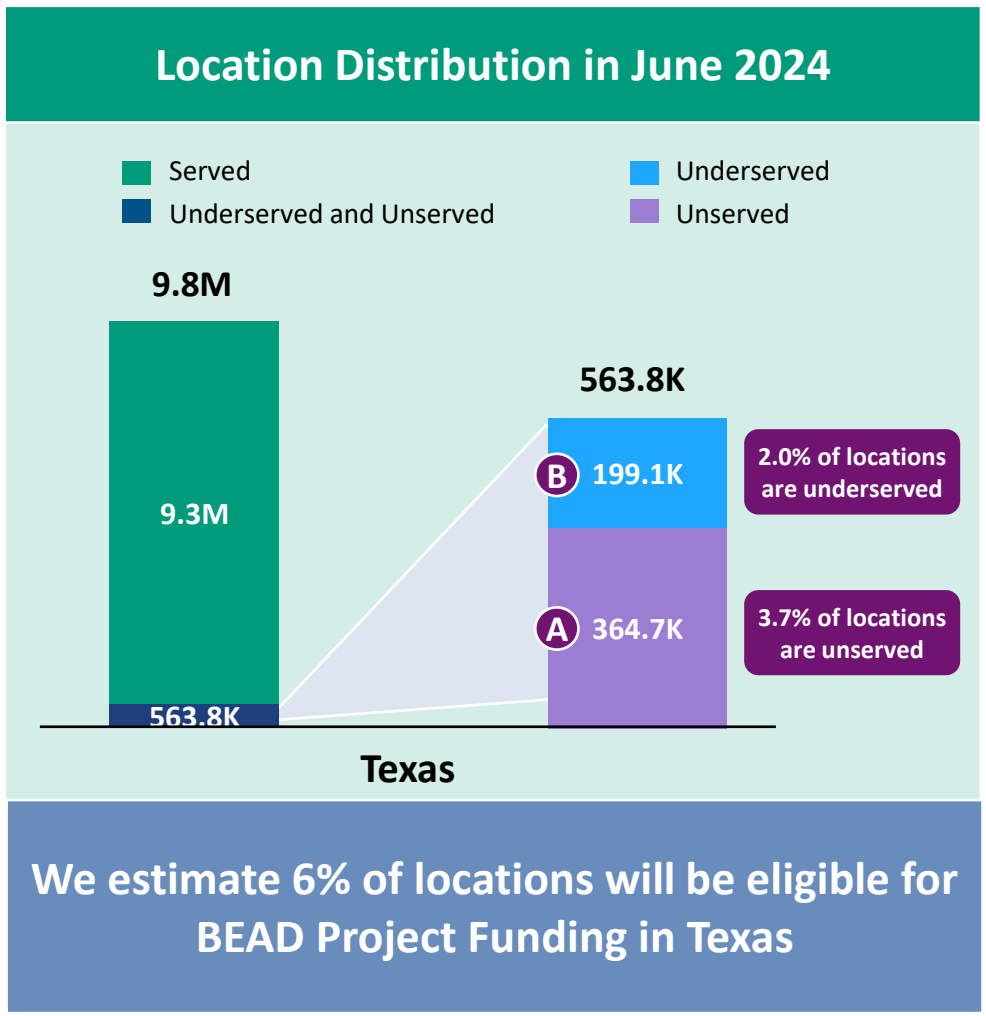 Location Distribution in June 2024
Served
Underserved
Underserved and Unserved
Unserved
9.8M
563.8K
9.3M
B
199.1K
2.0% of locations
are underserved
A
364.7K
3.7% of locations
are unserved
563.8K
Texas
We estimate 6% of locations will be eligible for
BEAD Project Funding in Texas